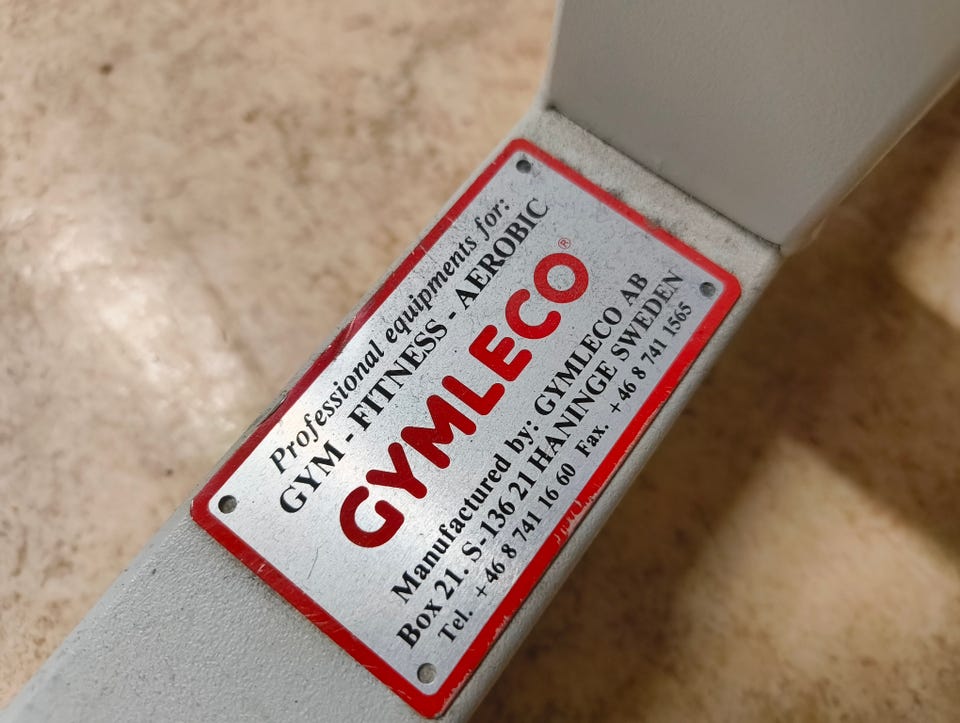 Professional equipments for:
GYM - FITNESS - AEROBIC
GYMLECO®
Manufactured by: GYMLECO AB
Box 21. S-136 21 HANINGE SWEDEN
Tel. + 46 8 741 16 60 Fax. + 46 8 741 1565